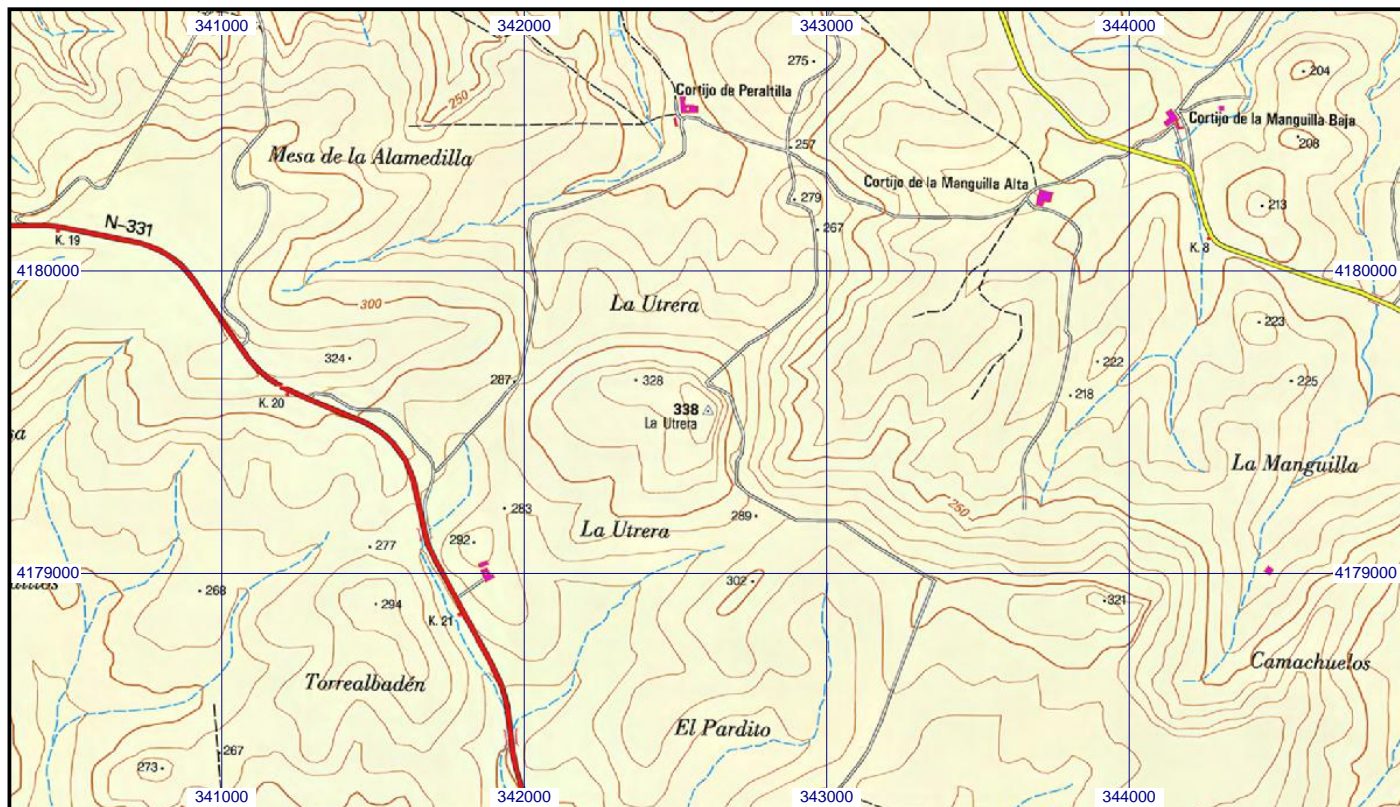 341000
342000
343000
344000
275
204
250
Cortijo de Peraltilla
Cortijo de la Manguilla Baja
257
208
Mesa de la Alamedilla
Cortijo de la Manguilla Alta
279
213
N-331
267
K. 19
K. 8
4180000
4180000
La Utrera
300
223
324
222
287
328
225
K. 20
218
338
La Utrera
La Manguilla
283
289
250
La Utrera
292
277
4179000
4179000
302
268
294
321
K. 21
Camachuelos
Torrealbadén
El Pardito
267
273
341000
342000
343000
344000